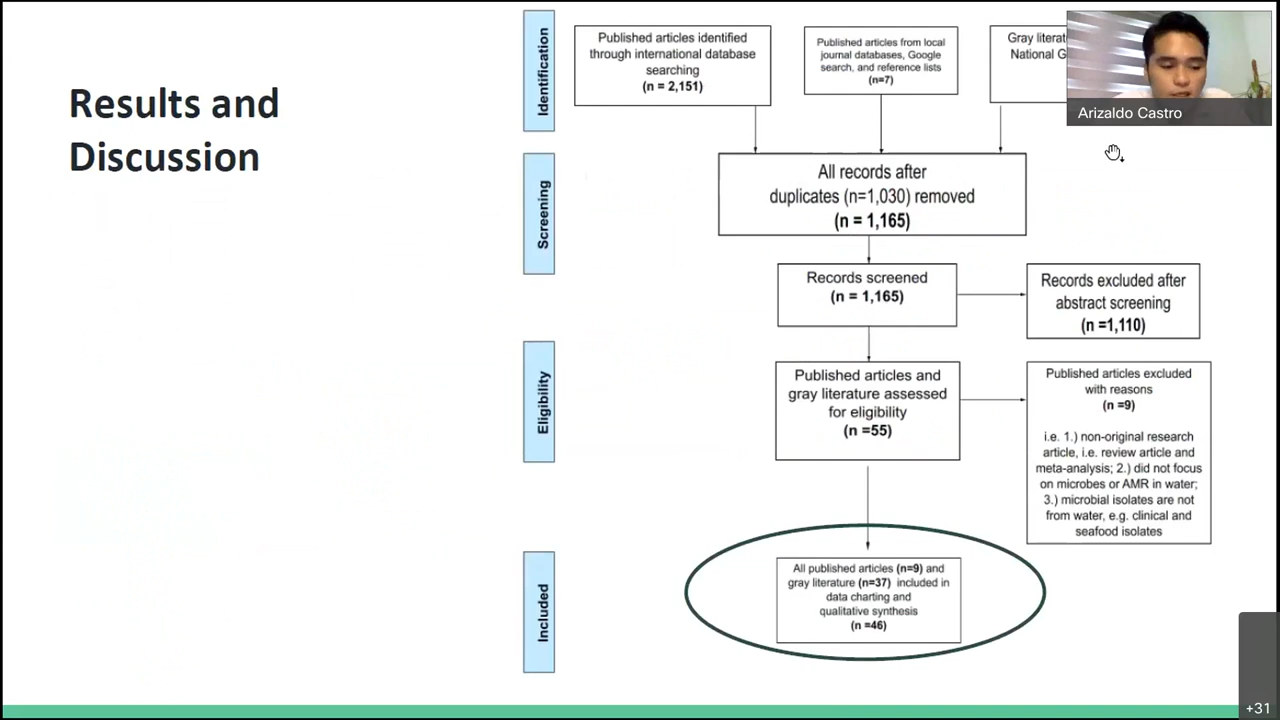 Results and
Discussion
Identification
Published articles identified
through international database
searching
(n = 2,151)
Published articles from local
journal databases, Google
search, and reference lists
(n=7)
Gray
National
Arizaldo Castro
Screening
All records after
duplicates (n=1,030) removed
(n = 1,165)
Records screened
(n = 1,165)
Records excluded after
abstract screening
(n =1,110)
Eligibility
Published articles and
gray literature assessed
for eligibility
(n =55)
Published articles excluded
with reasons
(n =9)
i.e. 1.) non-original research
article, i.e. review article and
meta-analysis; 2.) did not focus
on microbes or AMR in water;
3.) microbial isolates are not
from water, e.g. clinical and
seafood isolates
Included
All published articles (n=9) and
gray literature (n=37) included in
data charting and
qualitative synthesis
(n =46)
+31